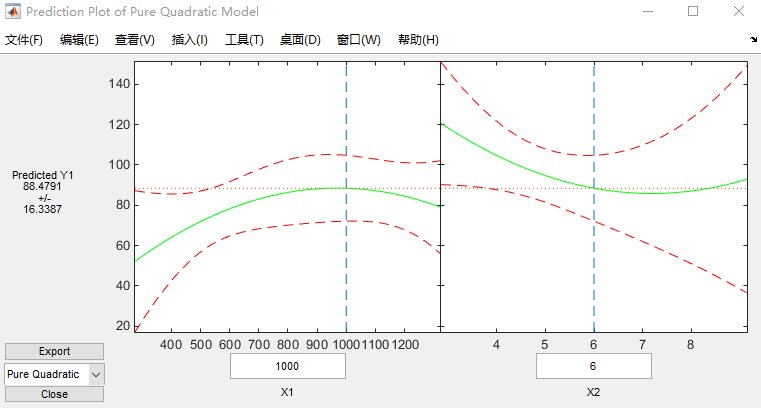 Prediction Plot of Pure Quadratic Model
文件(F) 编辑(E) 查看(V) 插入(I) 工具(T) 桌面(D) 窗口(W) 帮助(H)
140
120
100
80
60
40
20
Predicted Y1
88.4791
+/-
16.3387
400 500 600 700 800 900 1000 1100 1200
4 5 6 7 8
1000
6
X1
X2
Export
Pure Quadratic
Close